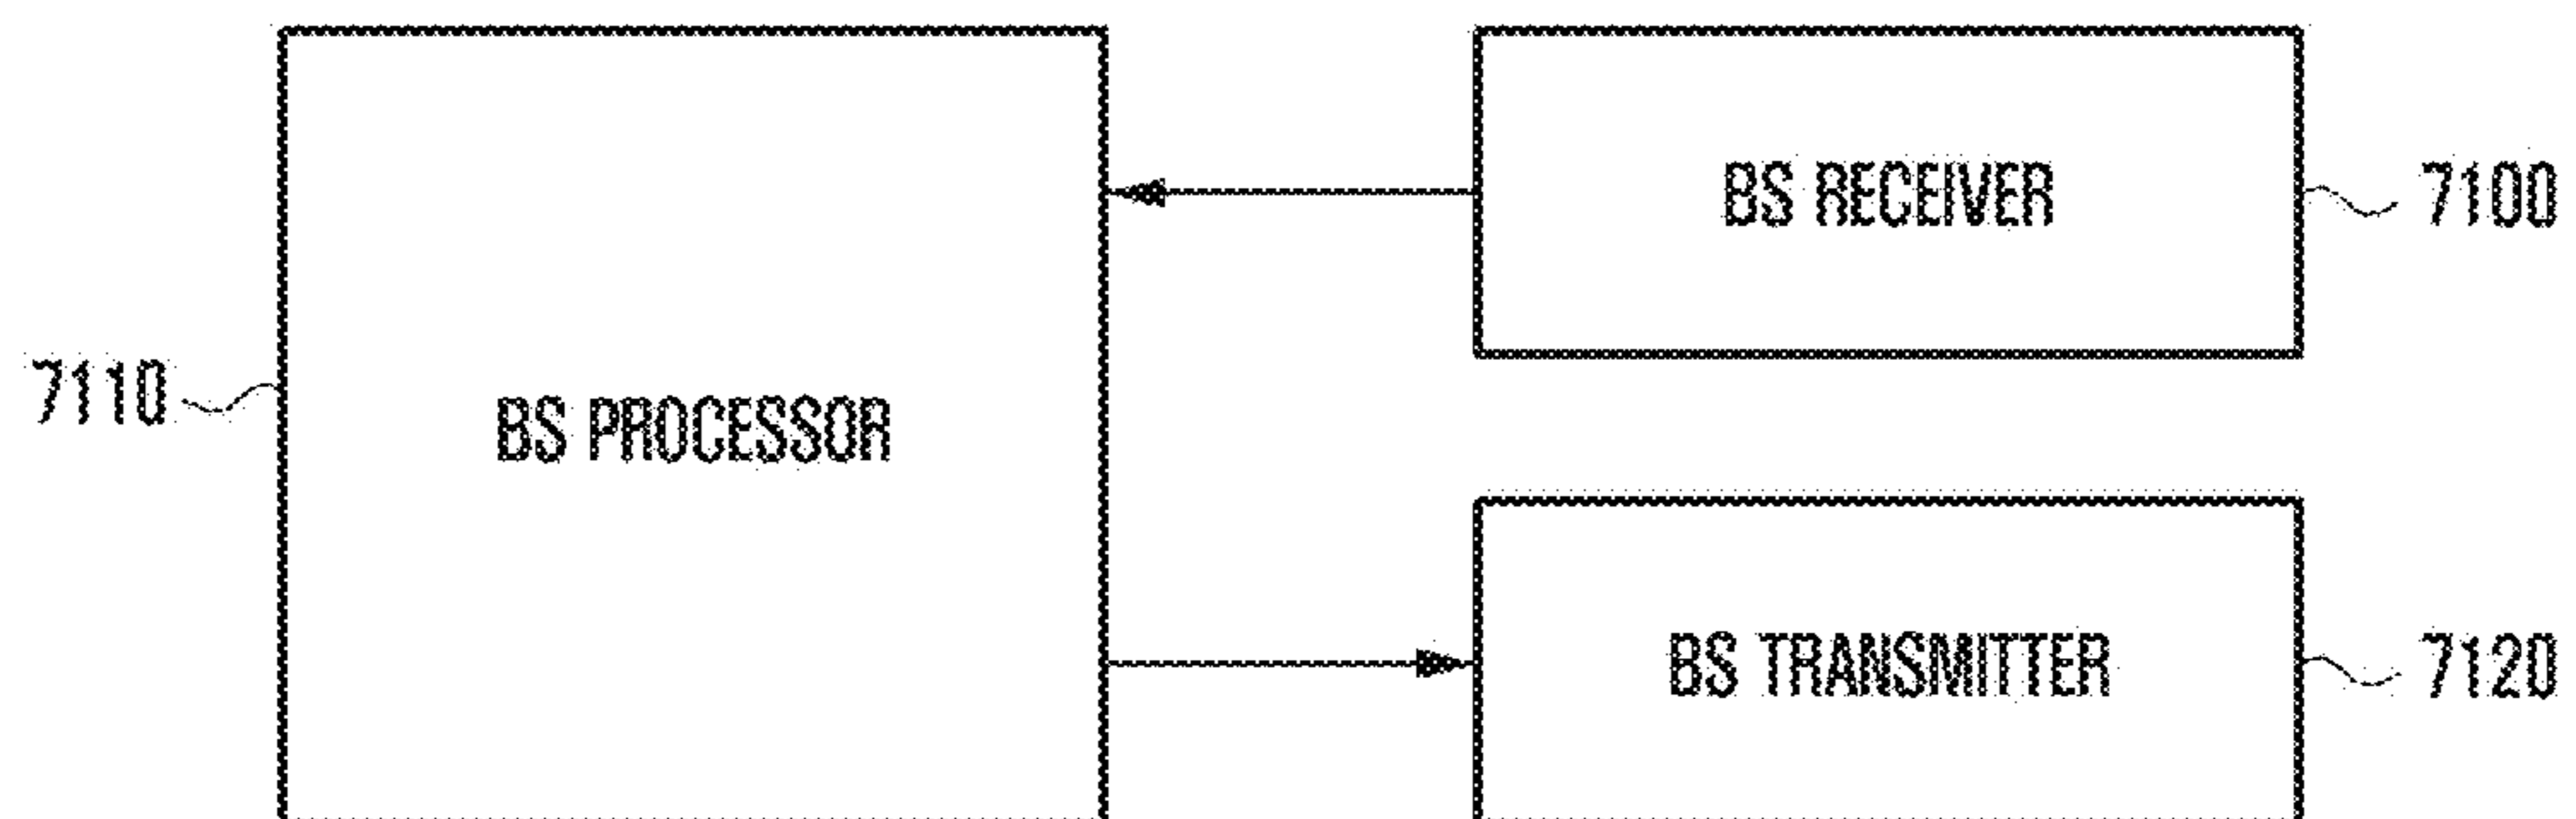 BS RECEIVER
7100
7110
BS PROCESSOR
BS TRANSMITTER
7120